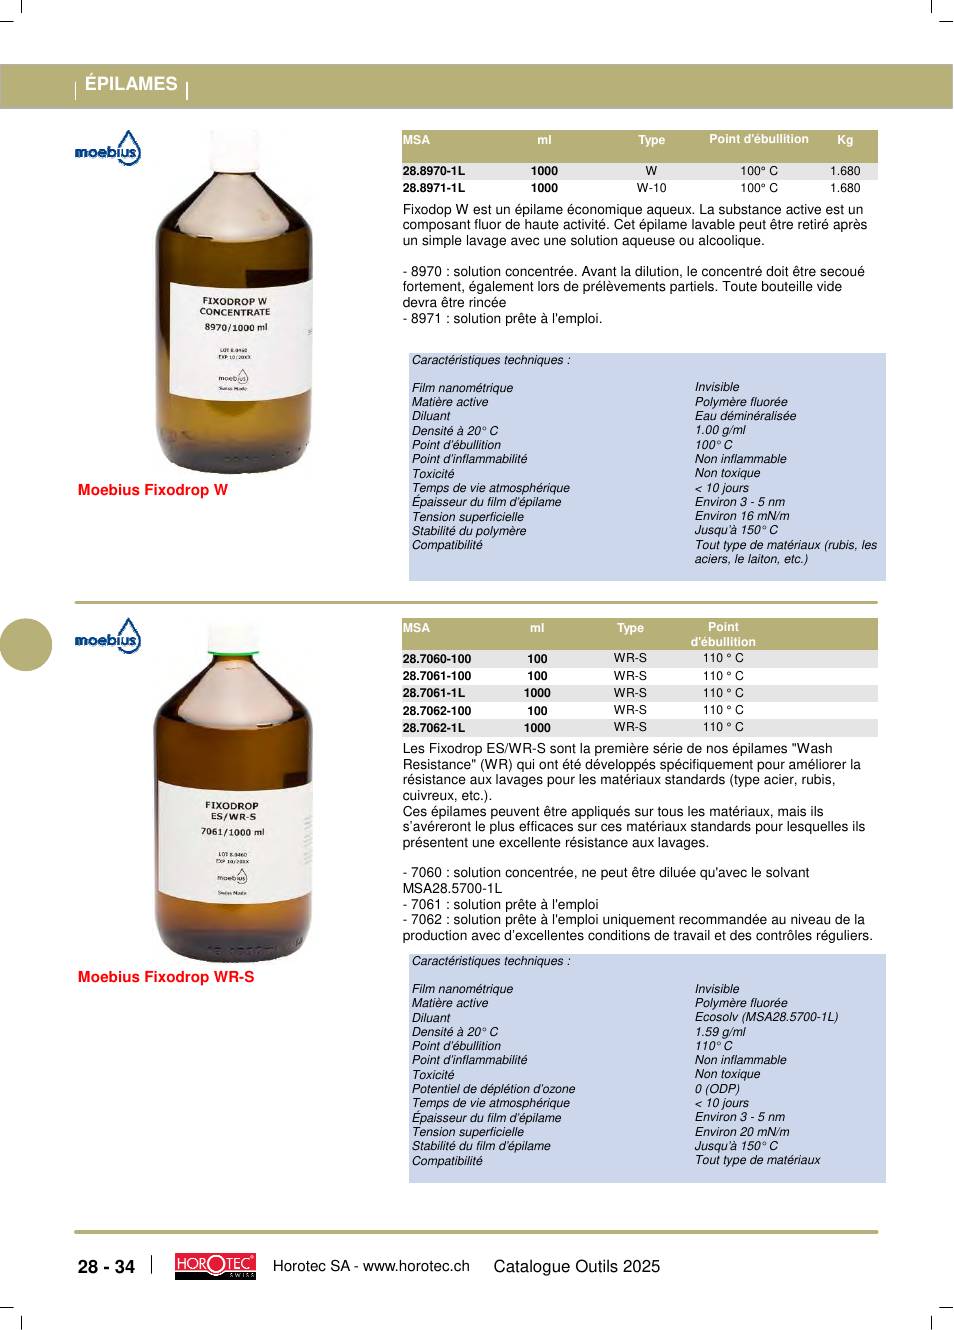 ÉPILAMES
moebius
MSA ml Type Point d'ébullition Kg
28.8970-1L 1000 W 100° C 1.680
28.8971-1L 1000 W-10 100° C 1.680
Fixodop W est un épilame économique aqueux. La substance active est un
composant fluor de haute activité. Cet épilame lavable peut être retiré après
un simple lavage avec une solution aqueuse ou alcoolique.
- 8970 : solution concentrée. Avant la dilution, le concentré doit être secoué
fortement, également lors de prélèvements partiels. Toute bouteille vide
devra être rincée
- 8971 : solution prête à l'emploi.
FIXODROP W
CONCENTRATE
8970/1000 ml
LOT 8.0460
EXP 10/20XX
moebius
Swiss Made
Moebius Fixodrop W
Caractéristiques techniques :
Film nanométrique Invisible
Matière active Polymère fluorée
Diluant Eau déminéralisée
Densité à 20° C 1.00 g/ml
Point d'ébullition 100° C
Point d'inflammabilité Non inflammable
Toxicité Non toxique
Temps de vie atmosphérique < 10 jours
Épaisseur du film d'épilame Environ 3 - 5 nm
Tension superficielle Environ 16 mN/m
Stabilité du polymère Jusqu'à 150° C
Compatibilité Tout type de matériaux (rubis, les
aciers, le laiton, etc.)
moebius
MSA ml Type Point
d'ébullition
28.7060-100 100 WR-S 110 ° C
28.7061-100 100 WR-S 110 ° C
28.7061-1L 1000 WR-S 110 ° C
28.7062-100 100 WR-S 110 ° C
28.7062-1L 1000 WR-S 110 ° C
Les Fixodrop ES/WR-S sont la première série de nos épilames "Wash
Resistance" (WR) qui ont été développés spécifiquement pour améliorer la
résistance aux lavages pour les matériaux standards (type acier, rubis,
cuivreux, etc.).
Ces épilames peuvent être appliqués sur tous les matériaux, mais ils
s'avéreront le plus efficaces sur ces matériaux standards pour lesquelles ils
présentent une excellente résistance aux lavages.
- 7060 : solution concentrée, ne peut être diluée qu'avec le solvant
MSA28.5700-1L
- 7061 : solution prête à l'emploi
- 7062 : solution prête à l'emploi uniquement recommandée au niveau de la
production avec d'excellentes conditions de travail et des contrôles réguliers.
FIXODROP
ES/WR-S
7061/1000 ml
LOT 8.0460
EXP 10/20XX
moebius
Swiss Made
Moebius Fixodrop WR-S
Caractéristiques techniques :
Film nanométrique Invisible
Matière active Polymère fluorée
Diluant Ecosolv (MSA28.5700-1L)
Densité à 20° C 1.59 g/ml
Point d'ébullition 110° C
Point d'inflammabilité Non inflammable
Toxicité Non toxique
Potentiel de déplétion d'ozone 0 (ODP)
Temps de vie atmosphérique < 10 jours
Épaisseur du film d'épilame Environ 3 - 5 nm
Tension superficielle Environ 20 mN/m
Stabilité du film d'épilame Jusqu'à 150° C
Compatibilité Tout type de matériaux
28 - 34 HOROTEC SWISS Horotec SA - www.horotec.ch Catalogue Outils 2025